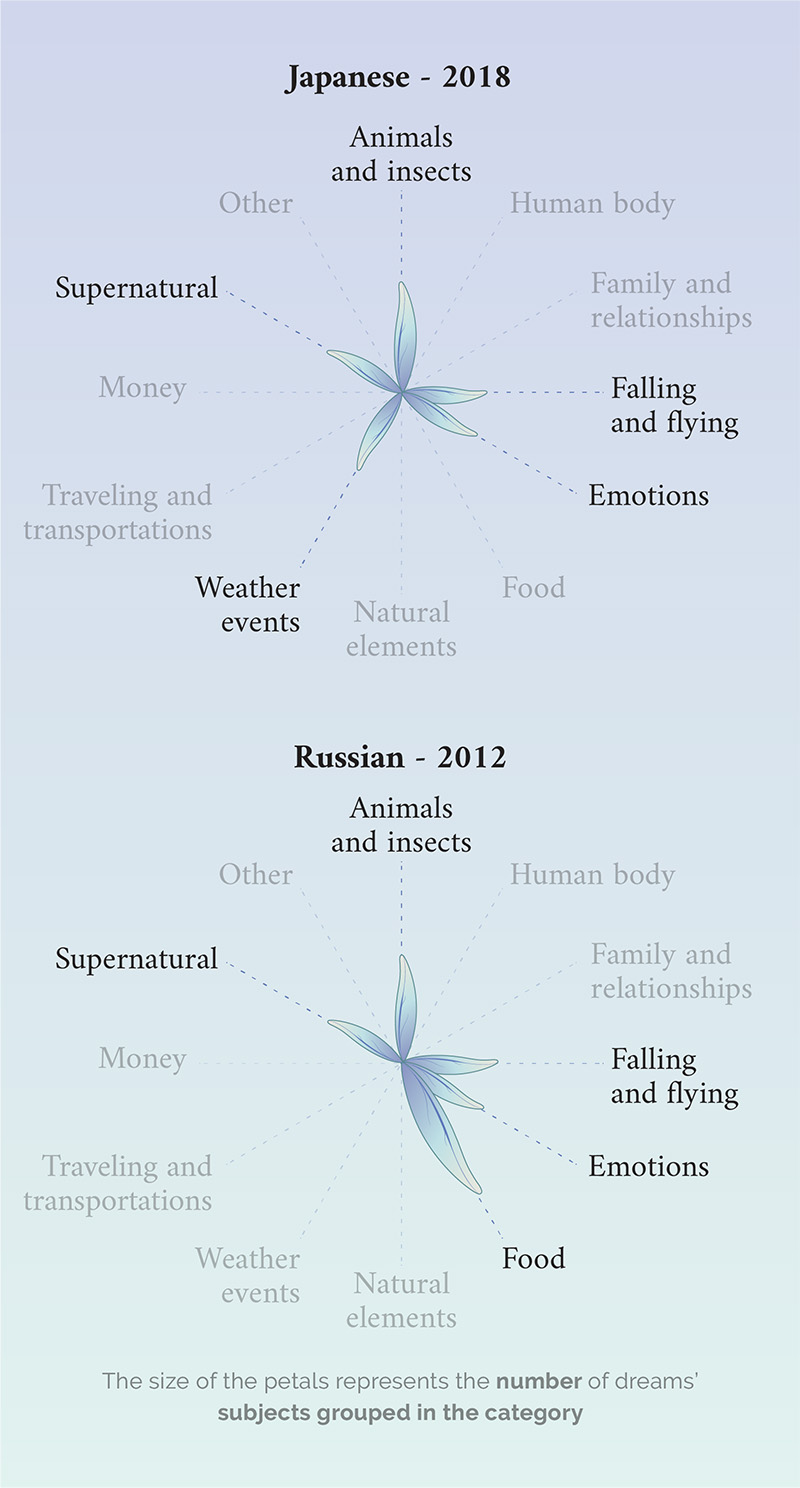 Japanese - 2018
Animals
and insects
Other
Human body
Supernatural
Family and
relationships
Money
Falling
and flying
Traveling and
transportations
Emotions
Weather
events
Food
Natural
elements
Russian - 2012
Animals
and insects
Other
Human body
Supernatural
Family and
relationships
Money
Falling
and flying
Traveling and
transportations
Emotions
Weather
events
Food
Natural
elements
The size of the petals represents the number of dreams’
subjects grouped in the category